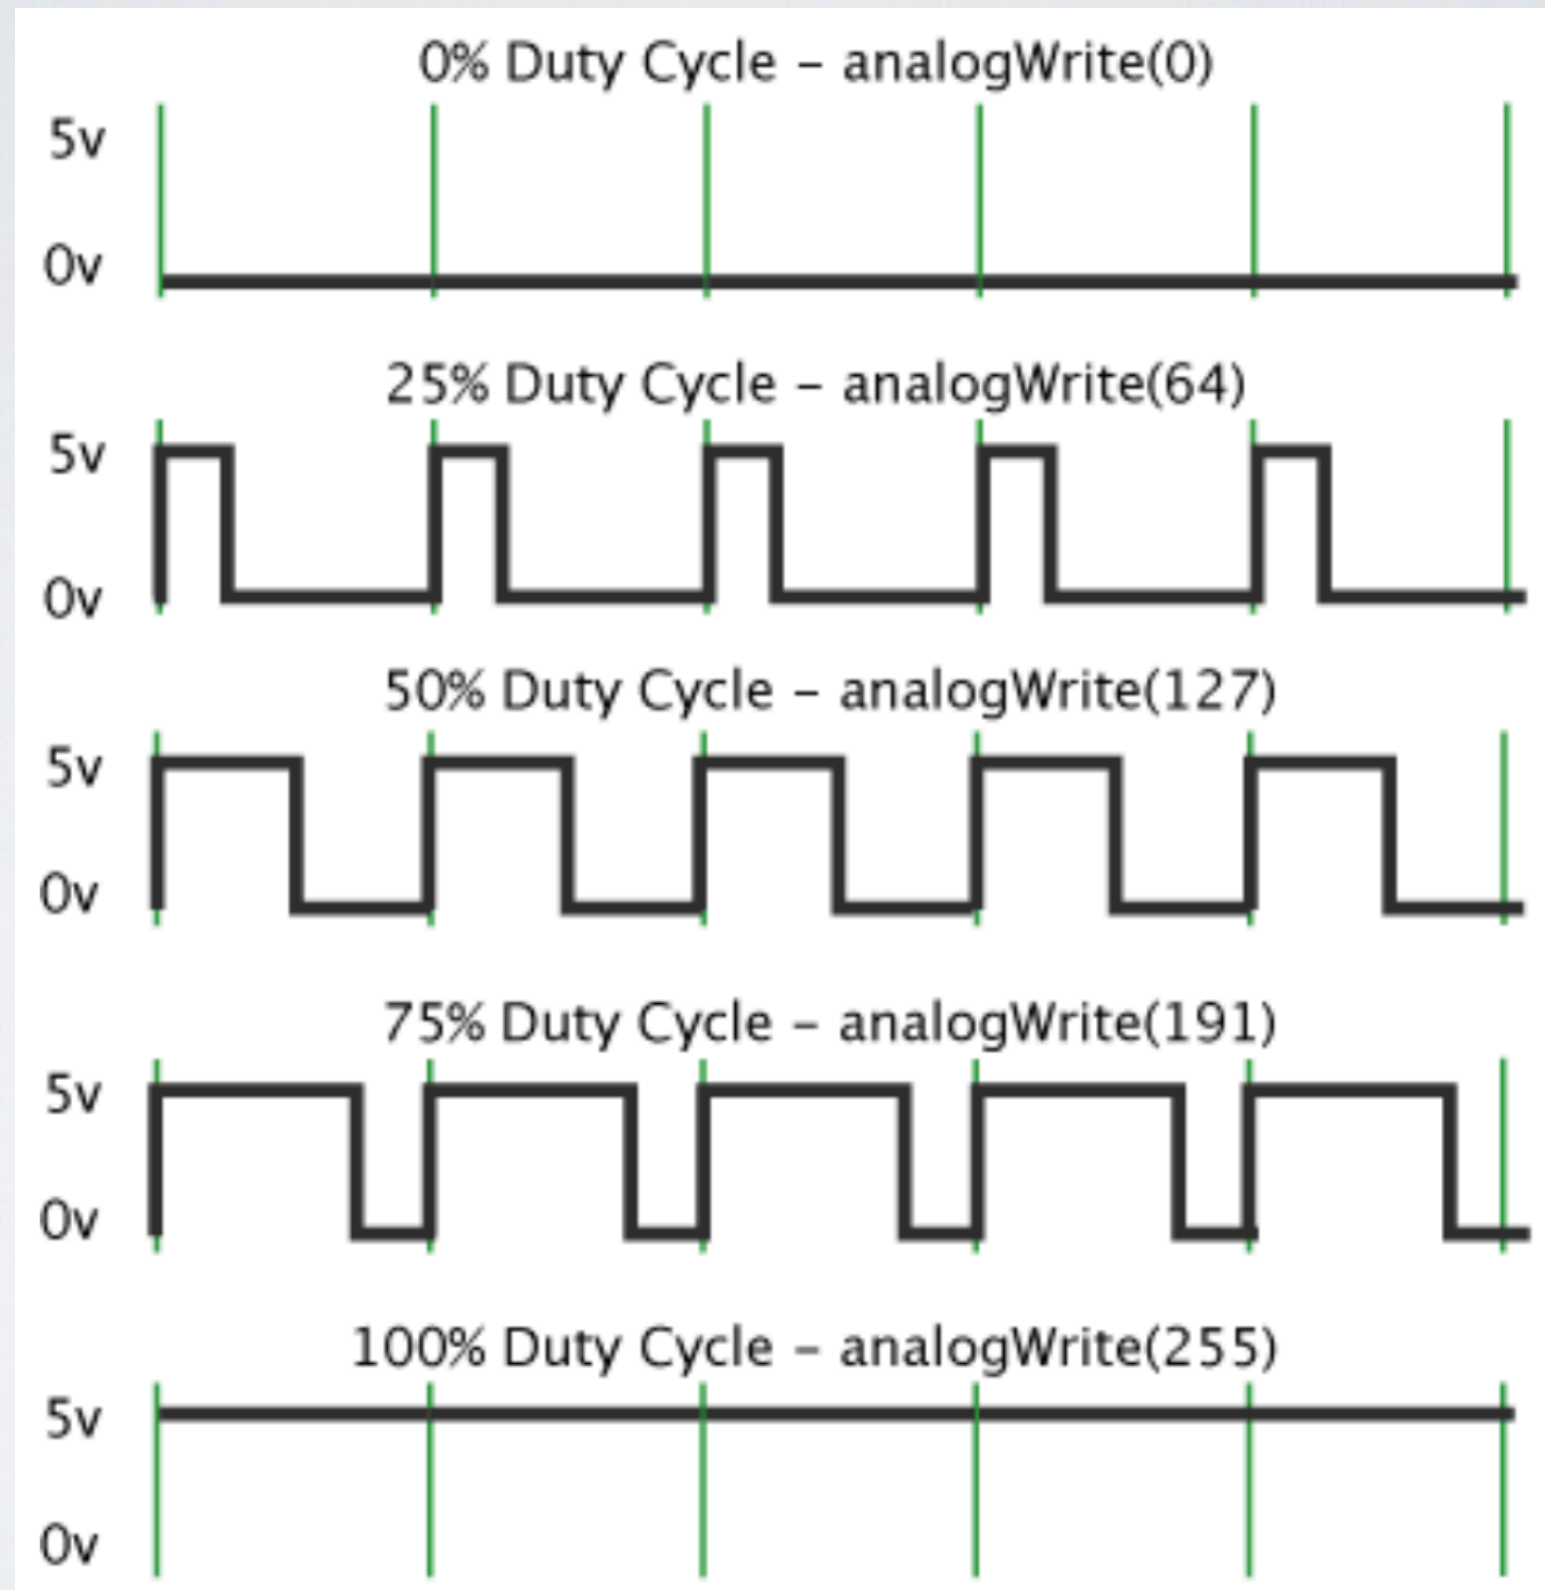 0% Duty Cycle – analogWrite(0)
5v
0v
25% Duty Cycle – analogWrite(64)
5v
0v
50% Duty Cycle – analogWrite(127)
5v
0v
75% Duty Cycle – analogWrite(191)
5v
0v
100% Duty Cycle – analogWrite(255)
5v
0v